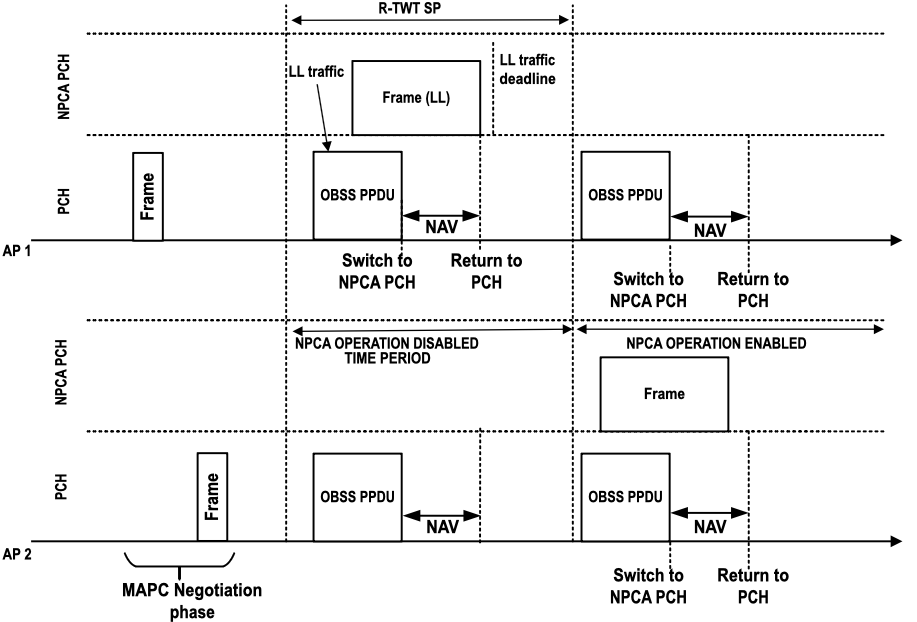 R-TWT SP
NPCA PCH
LL traffic
Frame (LL)
LL traffic
deadline
PCH
Frame
OBSS PPDU
NAV
OBSS PPDU
NAV
AP 1
Switch to
NPCA PCH
Return to
PCH
Switch to
NPCA PCH
Return to
PCH
NPCA PCH
NPCA OPERATION DISABLED
TIME PERIOD
NPCA OPERATION ENABLED
Frame
PCH
Frame
OBSS PPDU
NAV
OBSS PPDU
NAV
AP 2
MAPC Negotiation
phase
Switch to
NPCA PCH
Return to
PCH